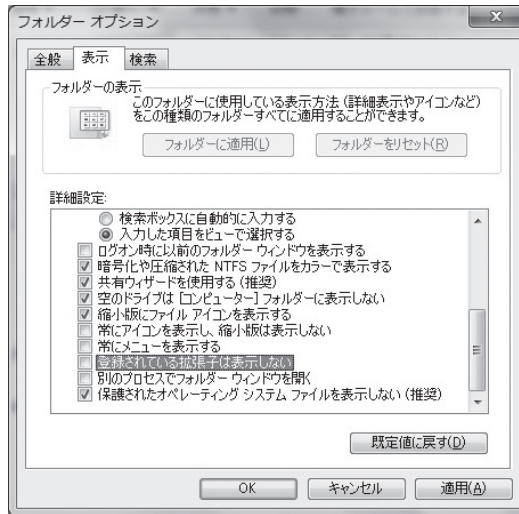 フォルダー オプション
全般
表示
検索
フォルダーの表示
このフォルダーに使用している表示方法（詳細表示やアイコンなど）
をこの種類のフォルダーすべてに適用することができます。
フォルダーに適用(L)
フォルダーをリセット(R)
詳細設定:
検索ボックスに自動的に入力する
入力した項目をビューで選択する
ログオン時に以前のフォルダー ウィンドウを表示する
暗号化や圧縮された NTFS ファイルをカラーで表示する
共有ウィザードを使用する (推奨)
空のドライブは [コンピューター] フォルダーに表示しない
縮小版にファイル アイコンを表示する
常にアイコンを表示し、縮小版は表示しない
常にメニューを表示する
登録されている拡張子は表示しない
別のプロセスでフォルダー ウィンドウを開く
保護されたオペレーティング システム ファイルを表示しない (推奨)
既定値に戻す(D)
OK
キャンセル
適用(A)